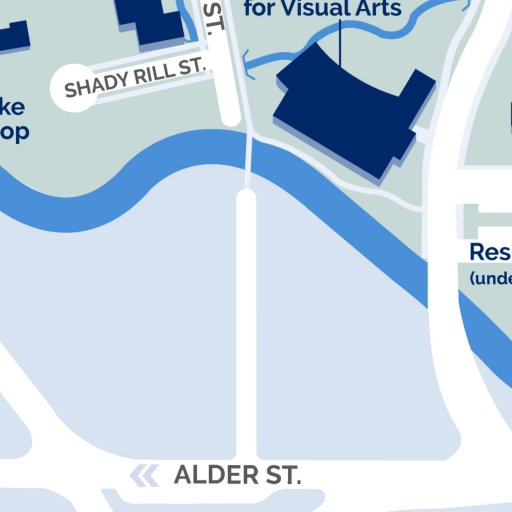 ST.
for Visual Arts
SHADY RILL ST.
ke
op
Res
(unde
ALDER ST.